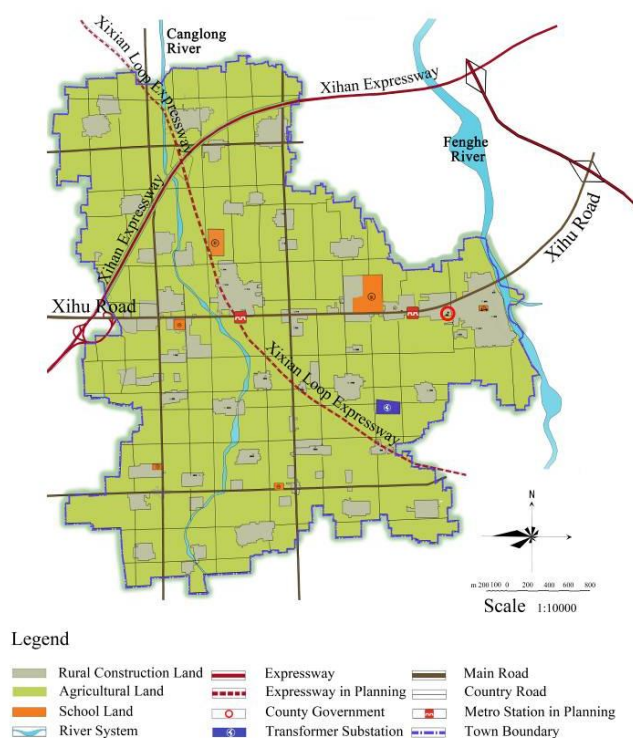 Canglong
River
Xixian Loop Expressway
Xihan Expressway
Fenghe
River
Xihan Expressway
Xihu Road
Xihu Road
Xixian Loop Expressway
N
m 200 100 0 200 400 600 800
Scale 1:10000
Legend
Rural Construction Land Expressway Main Road
Agricultural Land Expressway in Planning Country Road
School Land County Government Metro Station in Planning
River System Transformer Substation Town Boundary